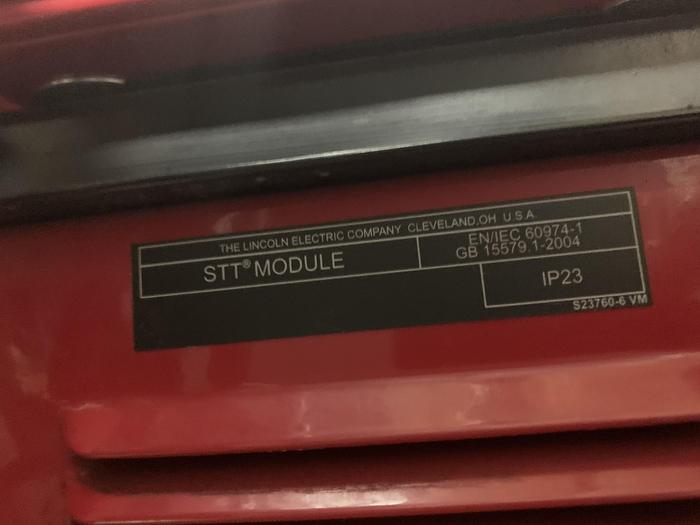 THE LINCOLN ELECTRIC COMPANY CLEVELAND,OH U.S.A.
STT® MODULE
EN/IEC 60974-1
GB 15579.1-2004
IP23
S23760-6 VM